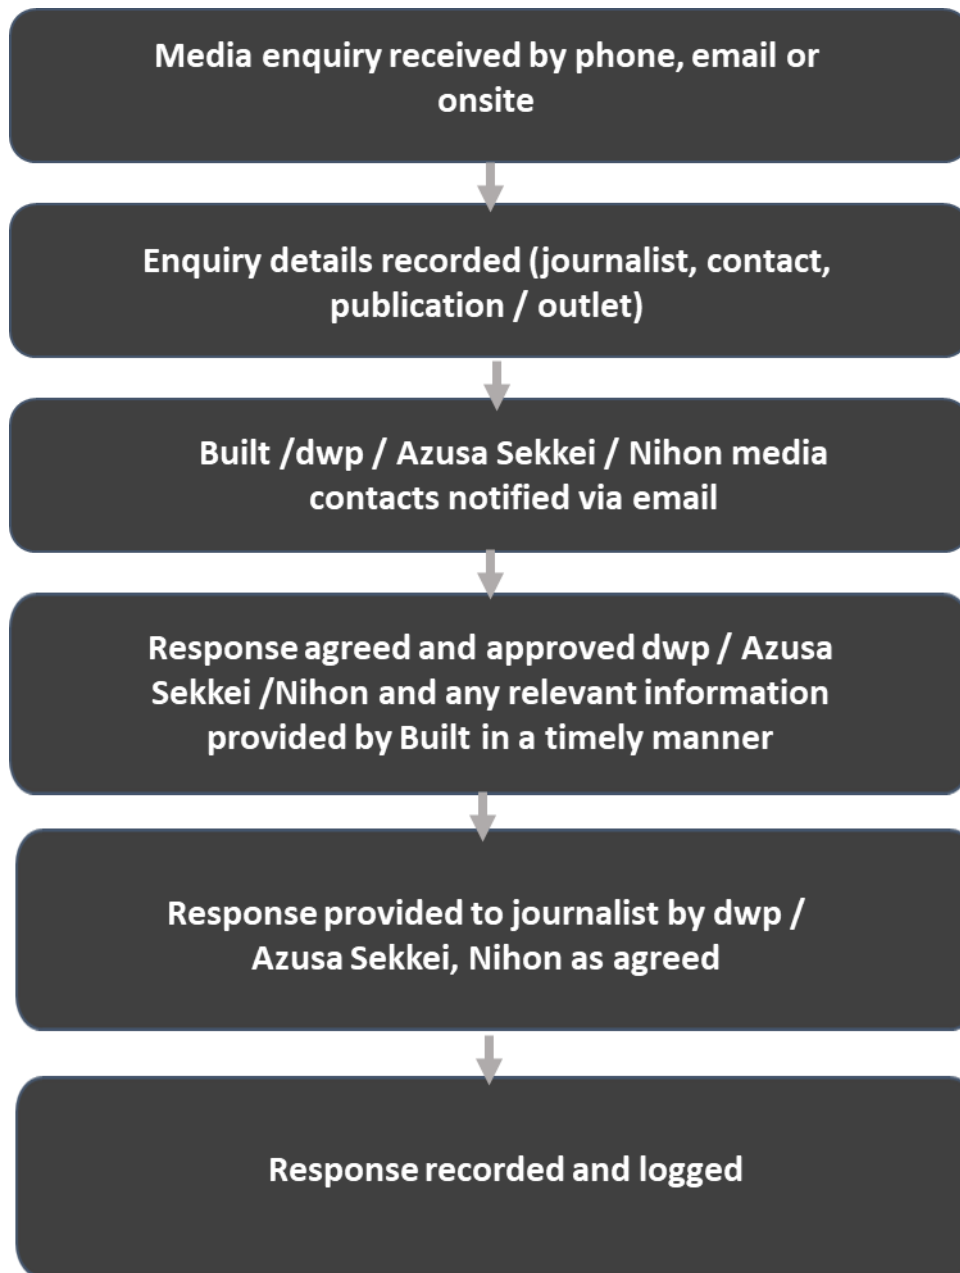 Media enquiry received by phone, email or
onsite
Enquiry details recorded (journalist, contact,
publication / outlet)
Built /dwp / Azusa Sekkei / Nihon media
contacts notified via email
Response agreed and approved dwp / Azusa
Sekkei /Nihon and any relevant information
provided by Built in a timely manner
Response provided to journalist by dwp /
Azusa Sekkei, Nihon as agreed
Response recorded and logged